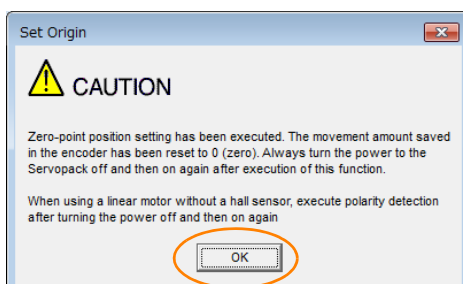 Set Origin
CAUTION
Zero-point position setting has been executed. The movement amount saved
in the encoder has been reset to 0 (zero). Always turn the power to the
Servopack off and then on again after execution of this function.
When using a linear motor without a hall sensor, execute polarity detection
after turning the power off and then on again
OK